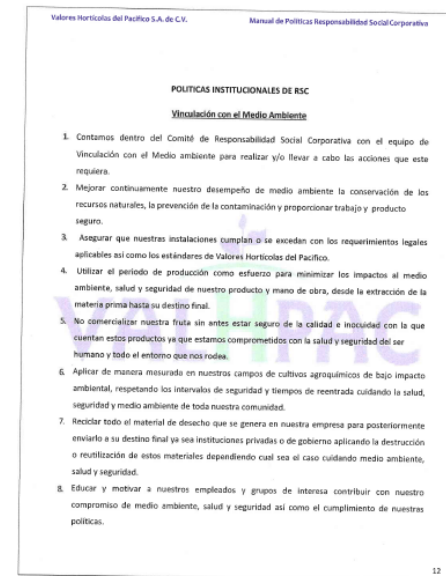 Valores Hortícolas del Pacifico S.A. de C.V. Manual de Políticas Responsabilidad Social Corporativa
POLITICAS INSTITUCIONALES DE RSC
Vinculación con el Medio Ambiente
1. Contamos dentro del Comité de Responsabilidad Social Corporativa con el equipo de
Vinculación con el Medio ambiente para realizar y/o llevar a cabo las acciones que este
requiera.
2. Mejorar continuamente nuestro desempeño de medio ambiente la conservación de los
recursos naturales, la prevención de la contaminación y proporcionar trabajo y producto
seguro.
3. Asegurar que nuestras instalaciones cumplan o se excedan con los requerimientos legales
aplicables así como los estándares de Valores Hortícolas del Pacifico.
4. Utilizar el periodo de producción como esfuerzo para minimizar los impactos al medio
ambiente, salud y seguridad de nuestro producto y mano de obra, desde la extracción de la
materia prima hasta su destino final.
5. No comercializar nuestra fruta sin antes estar seguro de la calidad e inocuidad con la que
cuentan estos productos ya que estamos comprometidos con la salud y seguridad del ser
humano y todo el entorno que nos rodea.
6. Aplicar de manera mesurada en nuestros campos de cultivos agroquímicos de bajo impacto
ambiental, respetando los intervalos de seguridad y tiempos de reentrada cuidando la salud,
seguridad y medio ambiente de toda nuestra comunidad.
7. Reciclar todo el material de desecho que se genera en nuestra empresa para posteriormente
enviarlo a su destino final ya sea instituciones privadas o de gobierno aplicando la destrucción
o reutilización de estos materiales dependiendo cual sea el caso cuidando medio ambiente,
salud y seguridad.
8. Educar y motivar a nuestros empleados y grupos de interesa contribuir con nuestro
compromiso de medio ambiente, salud y seguridad así como el cumplimiento de nuestras
políticas.
VALHPAC
12